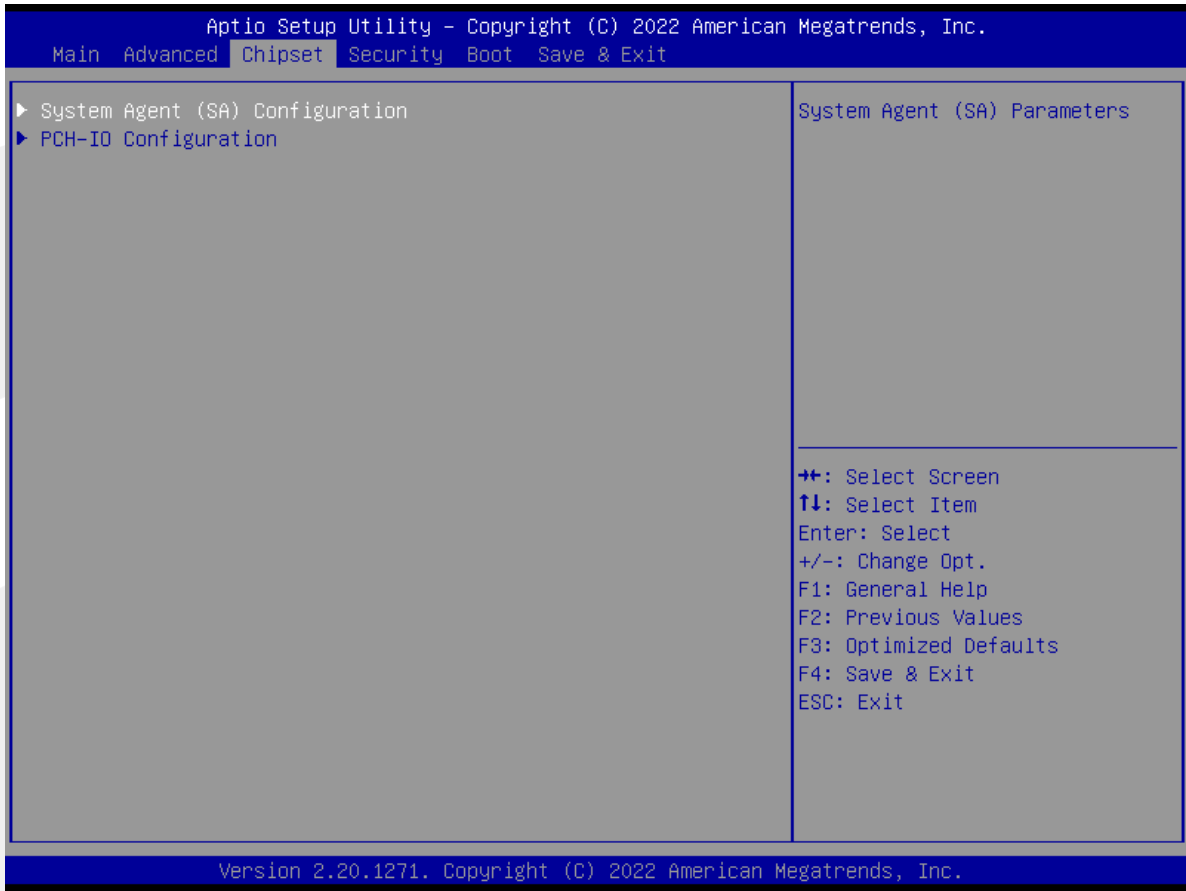 Aptio Setup Utility – Copyright (C) 2022 American Megatrends, Inc.
Main Advanced Chipset Security Boot Save & Exit
▶ System Agent (SA) Configuration
▶ PCH-IO Configuration
System Agent (SA) Parameters
→←: Select Screen
↑↓: Select Item
Enter: Select
+/-: Change Opt.
F1: General Help
F2: Previous Values
F3: Optimized Defaults
F4: Save & Exit
ESC: Exit
Version 2.20.1271. Copyright (C) 2022 American Megatrends, Inc.